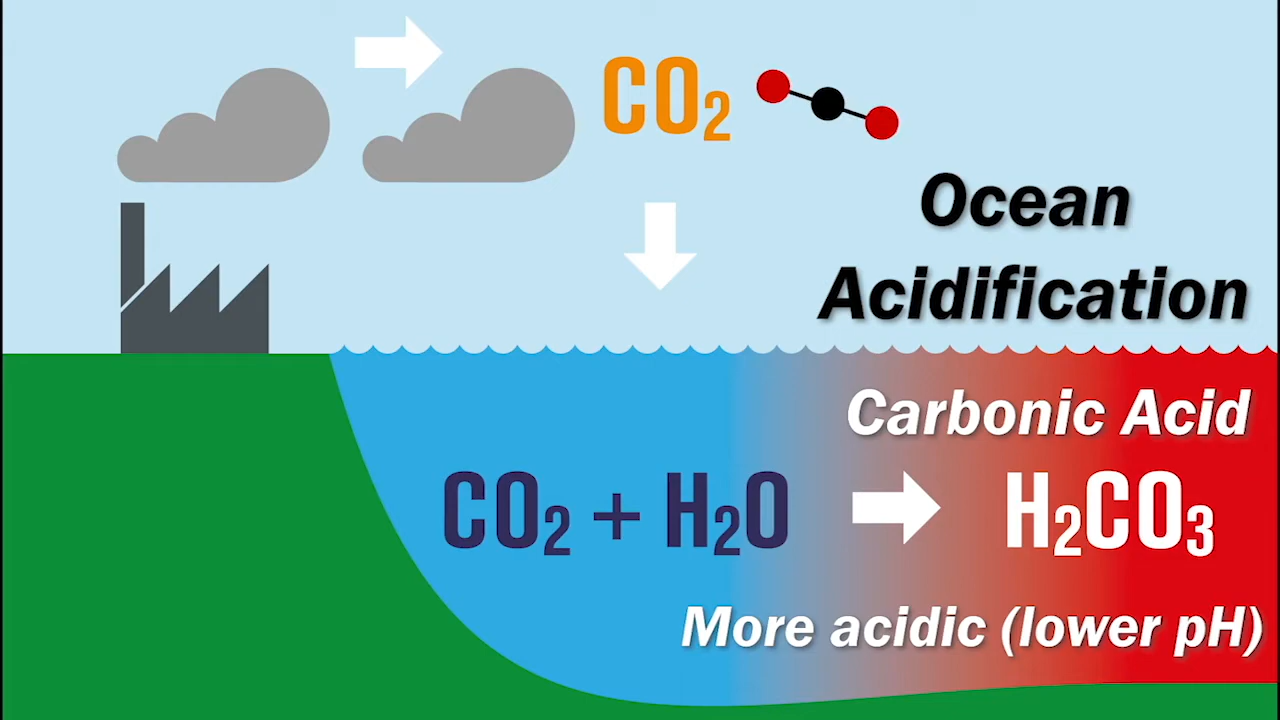 CO₂
Ocean
Acidification
Carbonic Acid
CO₂ + H₂O H₂CO₃
More acidic (lower pH)